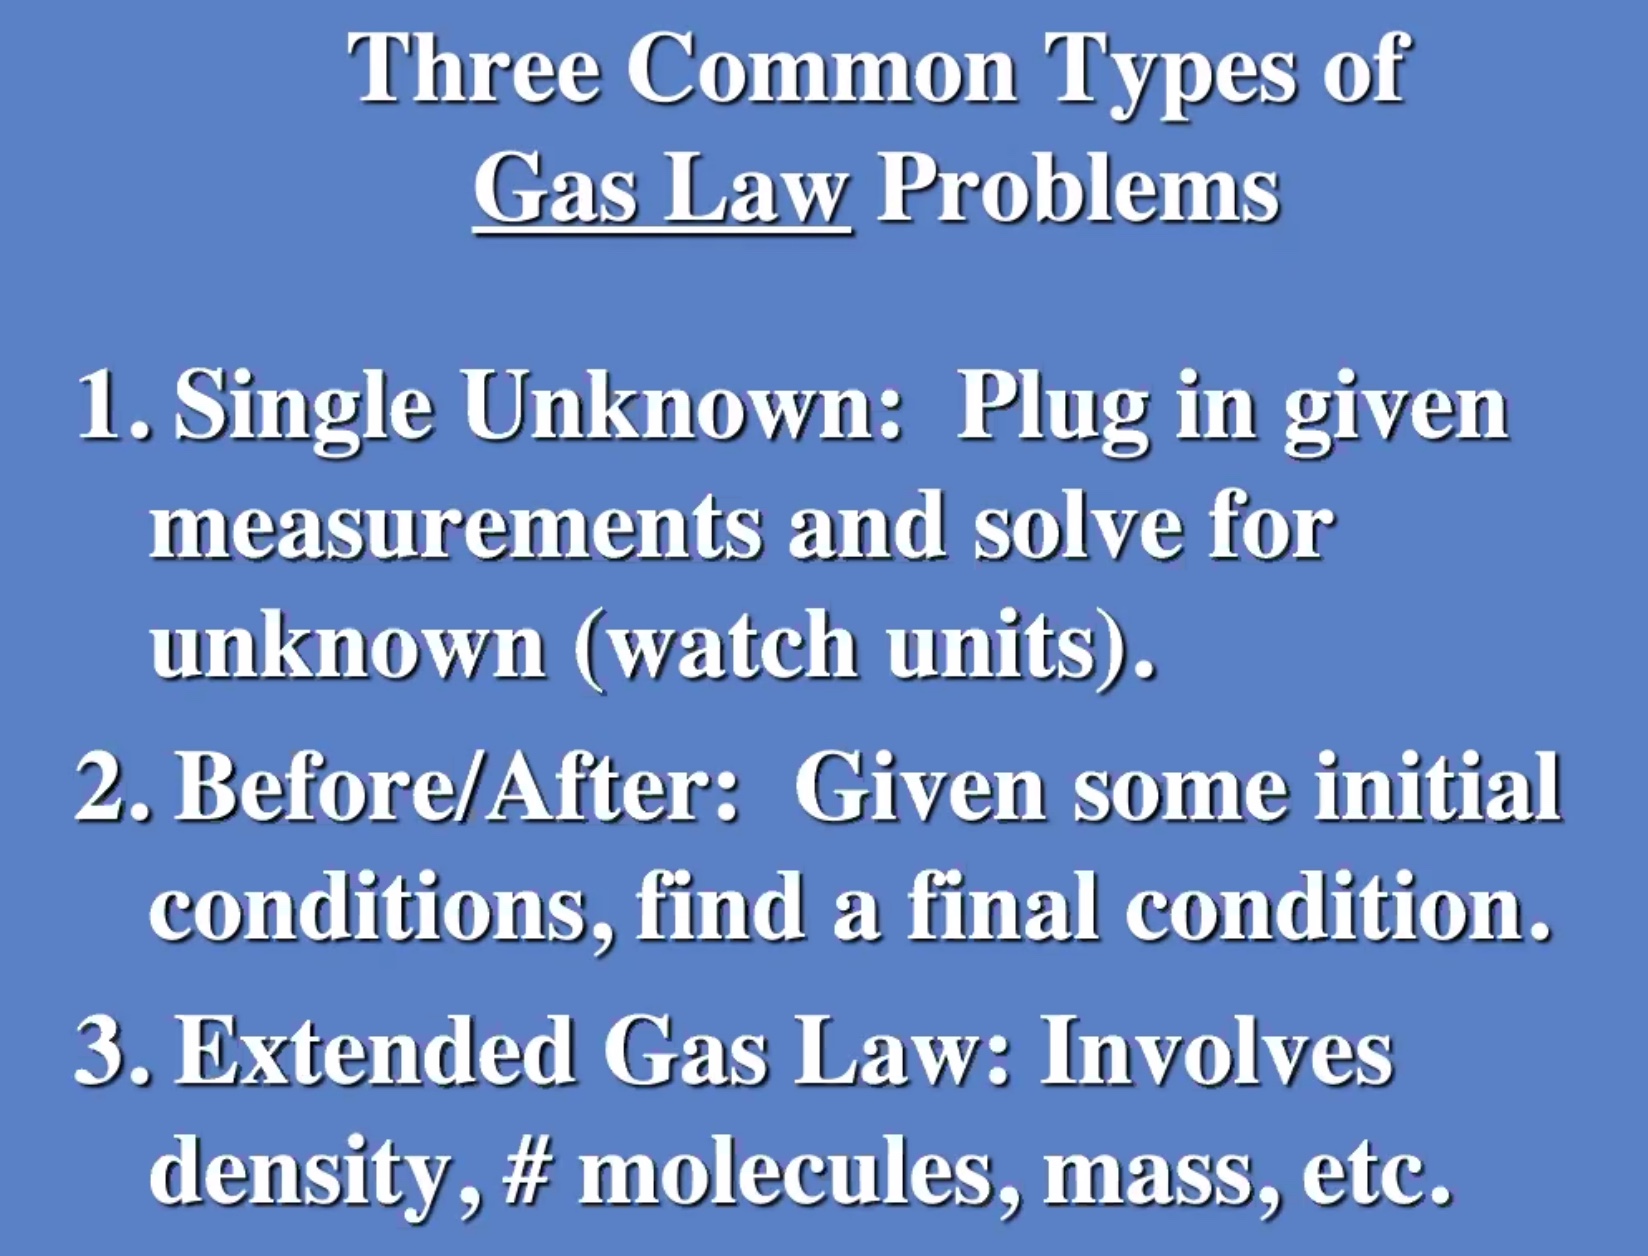 Three Common Types of
Gas Law Problems
1. Single Unknown: Plug in given
measurements and solve for
unknown (watch units).
2. Before/After: Given some initial
conditions, find a final condition.
3. Extended Gas Law: Involves
density, # molecules, mass, etc.